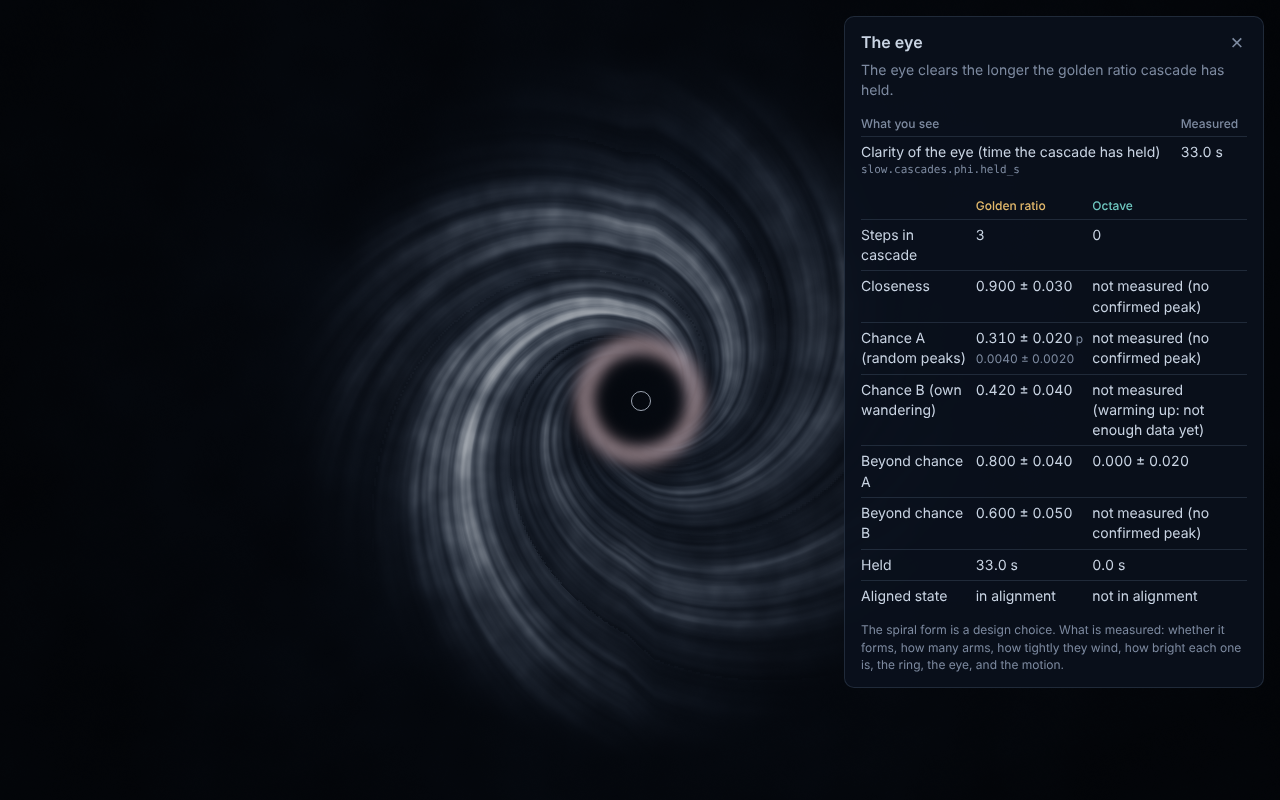 The eye ✕
The eye clears the longer the golden ratio cascade has
held.
What you see Measured
Clarity of the eye (time the cascade has held) 33.0 s
slow.cascades.phi.held_s
Golden ratio Octave
Steps in 3 0
cascade
Closeness 0.900 ± 0.030 not measured (no
confirmed peak)
Chance A 0.310 ± 0.020 p not measured (no
(random peaks) 0.0040 ± 0.0020 confirmed peak)
Chance B (own 0.420 ± 0.040 not measured
wandering) (warming up: not
enough data yet)
Beyond chance 0.800 ± 0.040 0.000 ± 0.020
A
Beyond chance 0.600 ± 0.050 not measured (no
B confirmed peak)
Held 33.0 s 0.0 s
Aligned state in alignment not in alignment
The spiral form is a design choice. What is measured: whether it
forms, how many arms, how tightly they wind, how bright each one
is, the ring, the eye, and the motion.